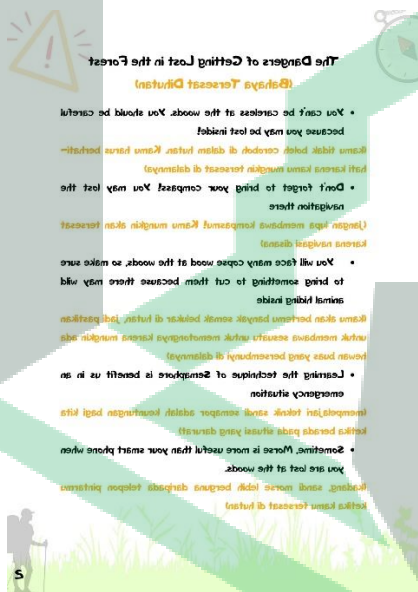 The Dangers of Getting Lost in the Forest
(Bahaya Tersesat Dihutan)
• You can't be careless at the woods. You should be careful
because you may be lost inside!
(kamu tidak boleh ceroboh di dalam hutan. Kamu harus berhati-
hati karena kamu mungkin tersesat di dalamnya)
• Don't forget to bring your compass! You may lost the
navigation there
(Jangan lupa membawa kompasmu! Kamu mungkin akan tersesat
karena navigasi disana)
• You will face many copse wood at the woods, so make sure
to bring something to cut them because there may wild
animal hiding inside
(Kamu akan bertemu banyak semak belukar di hutan, jadi pastikan
untuk membawa sesuatu untuk memotongnya karena mungkin ada
hewan buas yang bersembunyi di dalamnya)
• Learning the technique of Semaphore is benefit us in an
emergency situation
(mempelajari teknik sandi semapor adalah keuntungan bagi kita
ketika berada pada situasi yang darurat)
• Sometime, Morse is more useful than your smart phone when
you are lost at the woods.
(kadang, sandi morse lebih berguna daripada telepon pintarmu
ketika kamu tersesat di hutan)
2